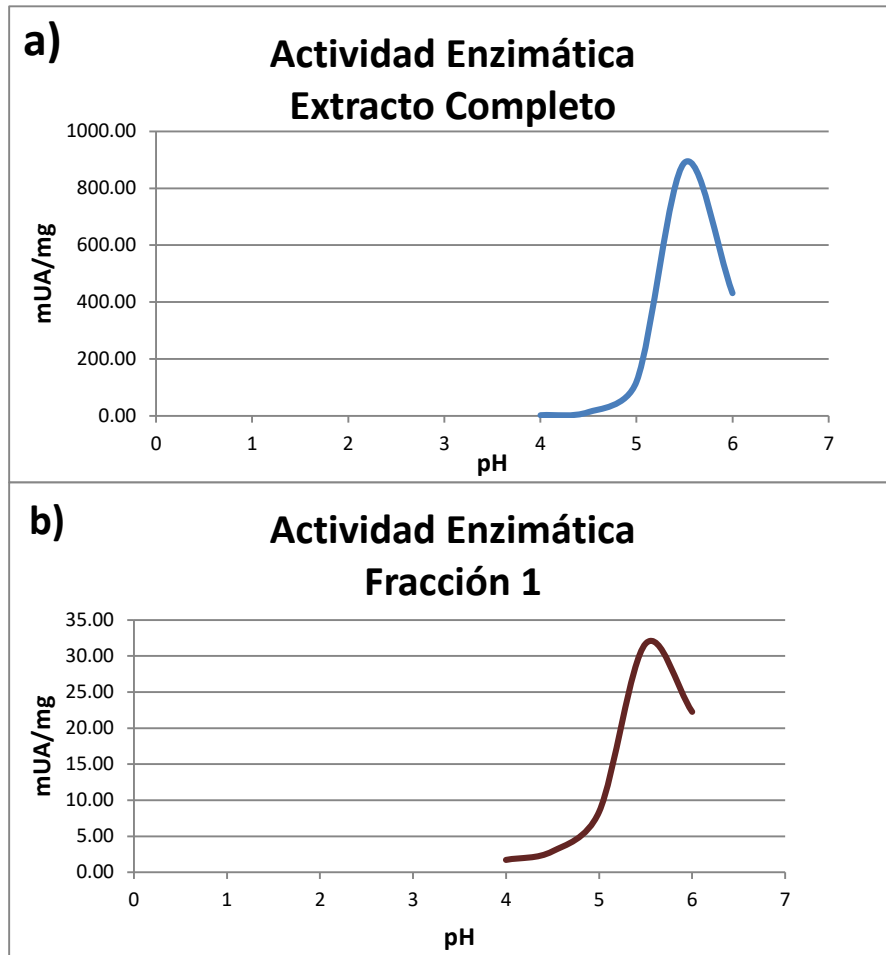 a)
Actividad Enzimática
Extracto Completo
1000.00
800.00
600.00
400.00
200.00
0.00
mUA/mg
0 1 2 3 4 5 6 7
pH
b)
Actividad Enzimática
Fracción 1
35.00
30.00
25.00
20.00
15.00
10.00
5.00
0.00
mUA/mg
0 1 2 3 4 5 6 7
pH